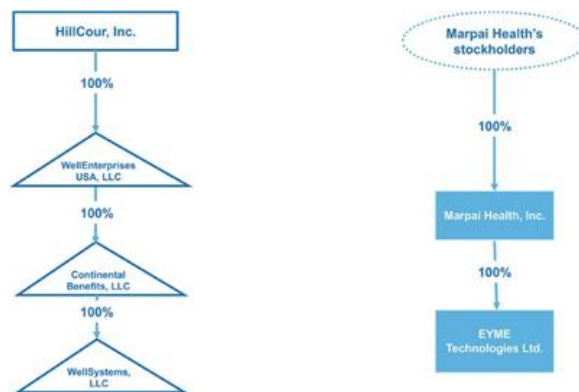 HillCour, Inc.
100%
WellEnterprises
USA, LLC
100%
Continental
Benefits, LLC
100%
WellSystems,
LLC
Marpai Health's
stockholders
100%
Marpai Health, Inc.
100%
EYME
Technologies Ltd.